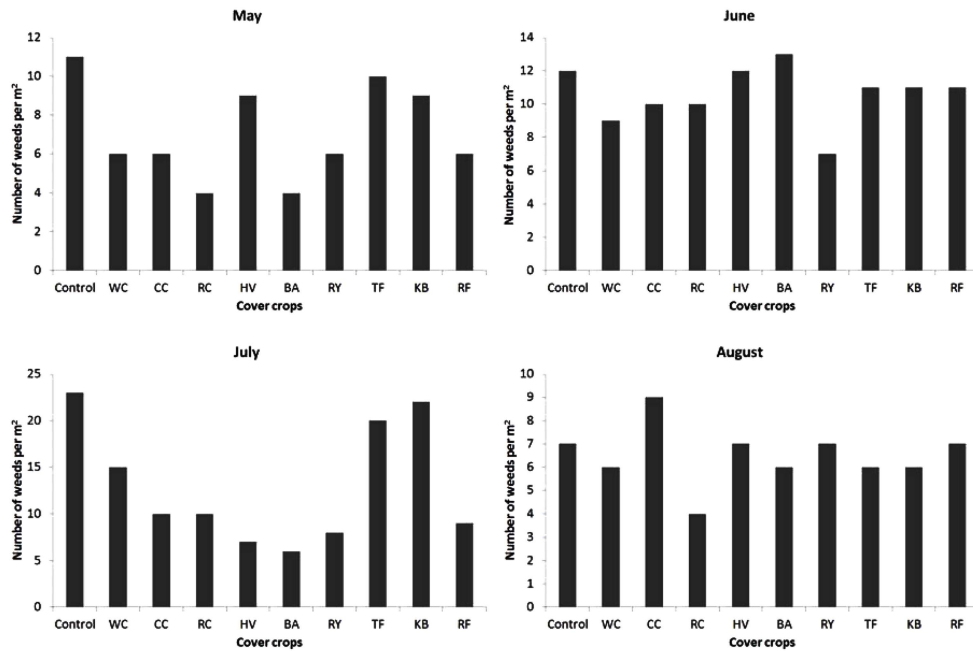 May
Number of weeds per m²
12
10
8
6
4
2
0
Control WC CC RC HV BA RY TF KB RF
Cover crops
June
Number of weeds per m²
14
12
10
8
6
4
2
0
Control WC CC RC HV BA RY TF KB RF
Cover crops
July
Number of weeds per m²
25
20
15
10
5
0
Control WC CC RC HV BA RY TF KB RF
Cover crops
August
Number of weeds per m²
10
9
8
7
6
5
4
3
2
1
0
Control WC CC RC HV BA RY TF KB RF
Cover crops